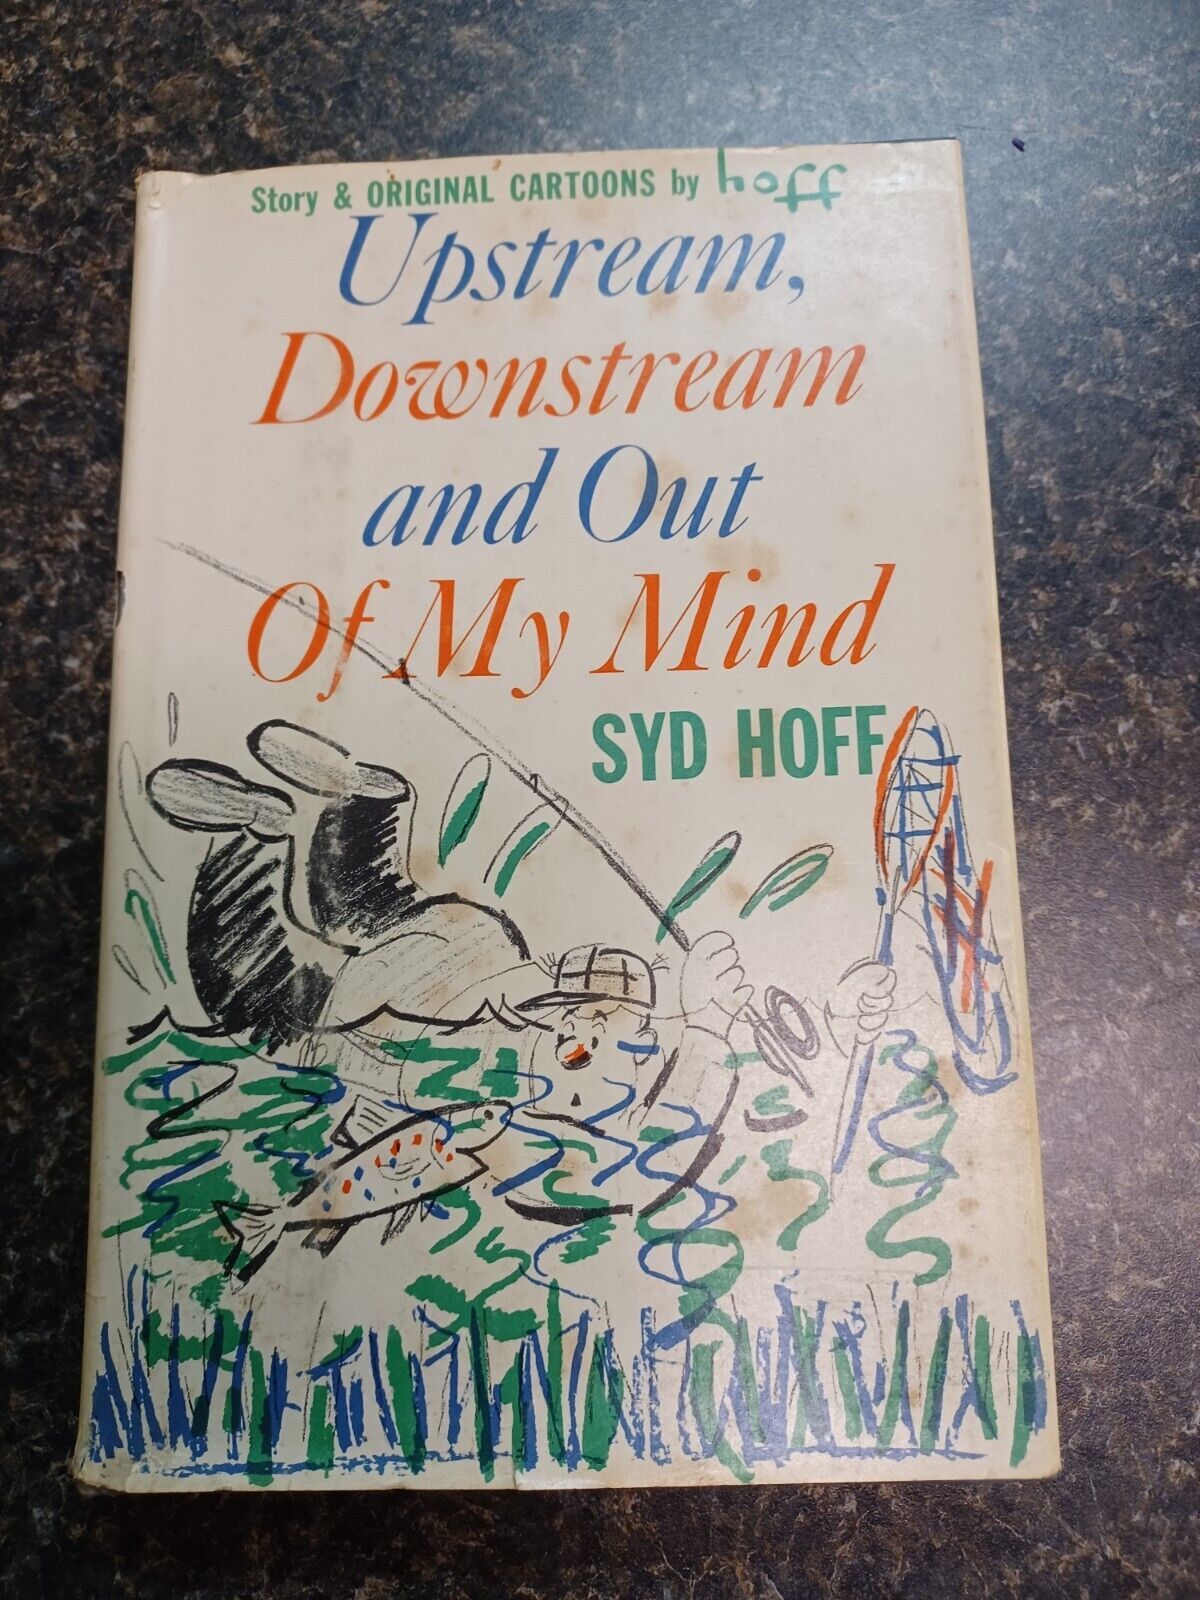 Story & ORIGINAL CARTOONS by hoff
Upstream,
Downstream
and Out
Of My Mind
SYD HOFF